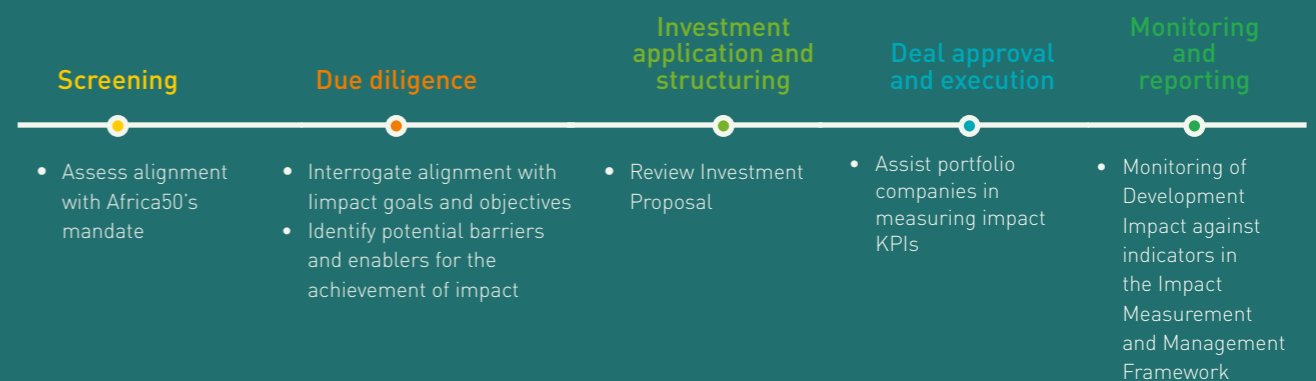 Screening
• Assess alignment
with Africa50's
mandate
Due diligence
• Interrogate alignment with
Iimpact goals and objectives
• Identify potential barriers
and enablers for the
achievement of impact
Investment
application and
structuring
• Review Investment
Proposal
Deal approval
and execution
• Assist portfolio
companies in
measuring impact
KPIs
Monitoring
and
reporting
• Monitoring of
Development
Impact against
indicators in
the Impact
Measurement
and Management
Framework